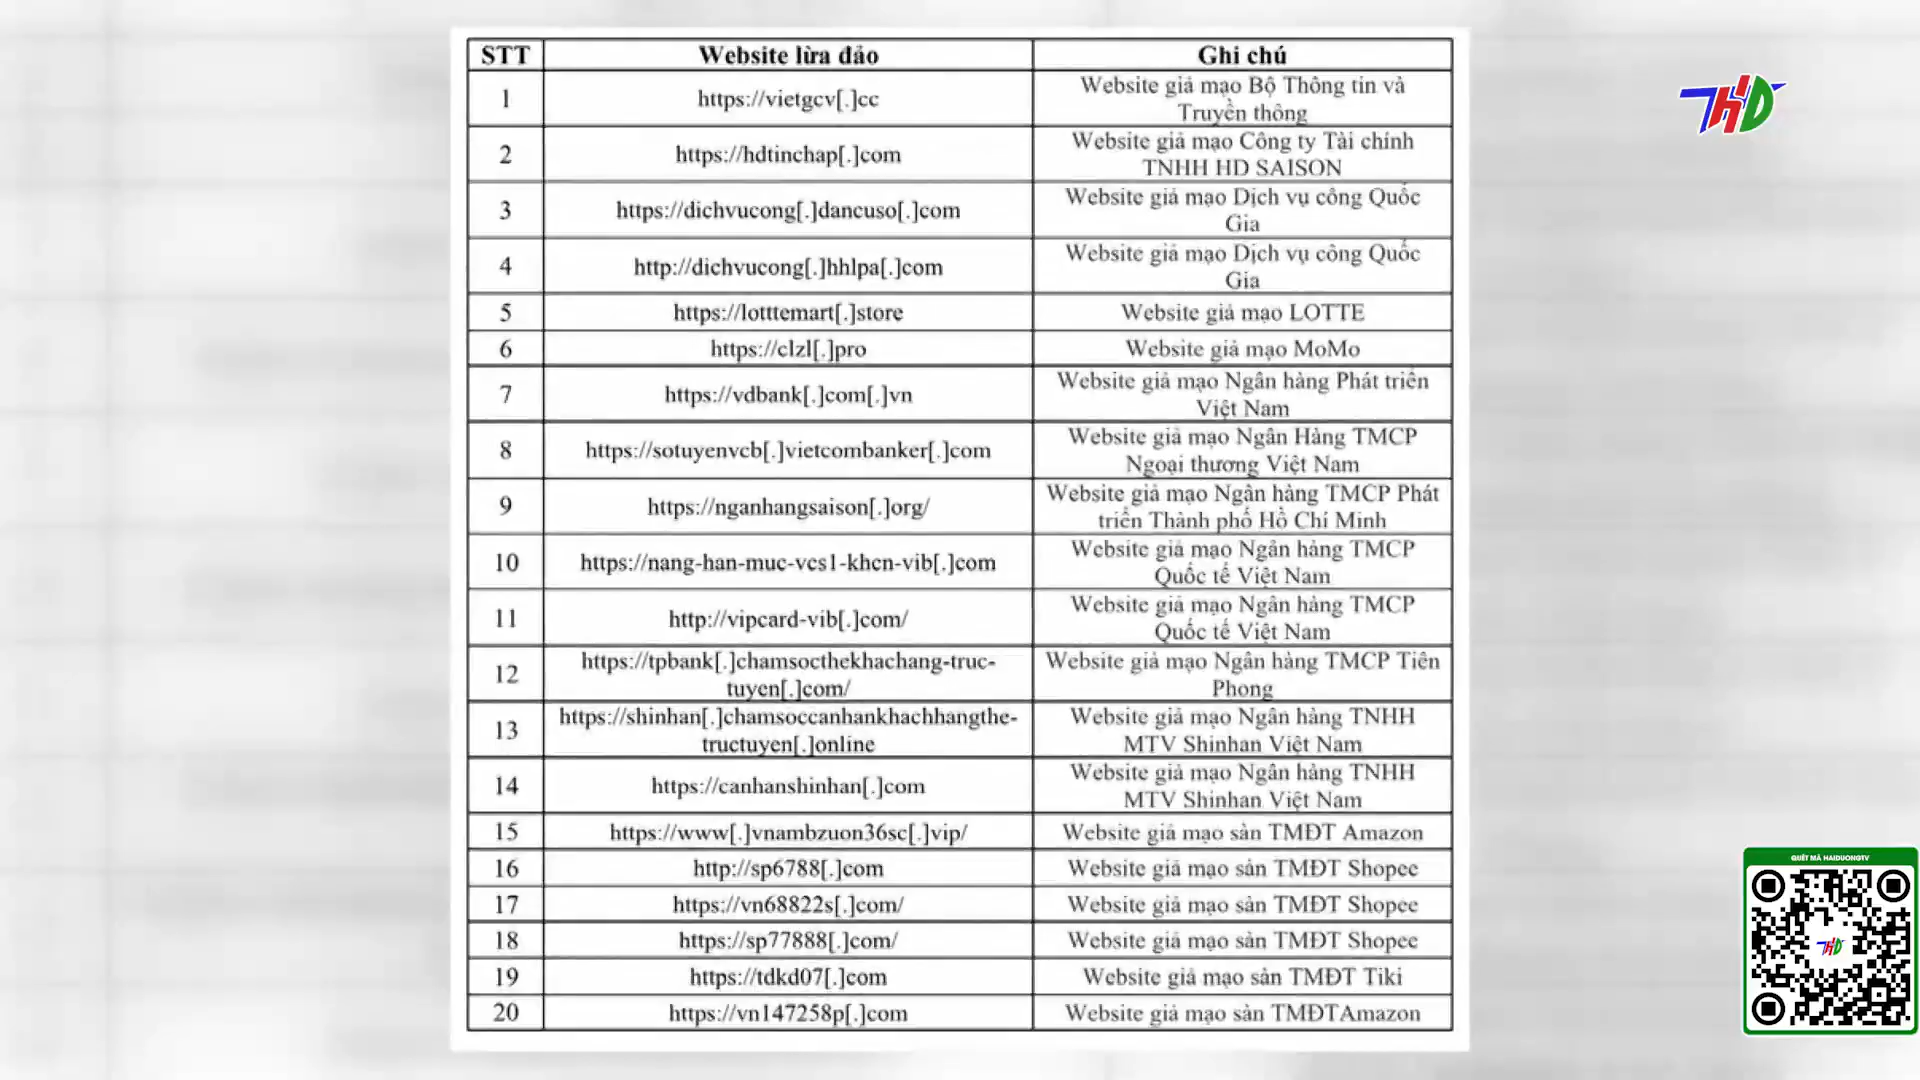 STT Website lừa đảo Ghi chú
1 https://vietgcv[.]cc Website giả mạo Bộ Thông tin và
Truyền thông
2 https://hdtinchap[.]com Website giả mạo Công ty Tài chính
TNHH HD SAISON
3 https://dichvucong[.]dancuso[.]com Website giả mạo Dịch vụ công Quốc
Gia
4 http://dichvucong[.]hhlpa[.]com Website giả mạo Dịch vụ công Quốc
Gia
5 https://lotttemart[.]store Website giả mạo LOTTE
6 https://clzl[.]pro Website giả mạo MoMo
7 https://vdbank[.]com[.]vn Website giả mạo Ngân hàng Phát triển
Việt Nam
8 https://sotuyenvcb[.]vietcombanker[.]com Website giả mạo Ngân Hàng TMCP
Ngoại thương Việt Nam
9 https://nganhangsaison[.]org/ Website giả mạo Ngân hàng TMCP Phát
triển Thành phố Hồ Chí Minh
10 https://nang-han-muc-vcs1-khcn-vib[.]com Website giả mạo Ngân hàng TMCP
Quốc tế Việt Nam
11 http://vipcard-vib[.]com/ Website giả mạo Ngân hàng TMCP
Quốc tế Việt Nam
12 https://tpbank[.]chamsocthekhachang-truc-
tuyen[.]com/ Website giả mạo Ngân hàng TMCP Tiên
Phong
13 https://shinhan[.]chamsoccanhankhachhangthe-
tructuyen[.]online Website giả mạo Ngân hàng TNHH
MTV Shinhan Việt Nam
14 https://canhanshinhan[.]com Website giả mạo Ngân hàng TNHH
MTV Shinhan Việt Nam
15 https://www[.]vnambzuon36sc[.]vip/ Website giả mạo sàn TMĐT Amazon
16 http://sp6788[.]com Website giả mạo sàn TMĐT Shopee
17 https://vn68822s[.]com/ Website giả mạo sàn TMĐT Shopee
18 https://sp77888[.]com/ Website giả mạo sàn TMĐT Shopee
19 https://tdkd07[.]com Website giả mạo sàn TMĐT Tiki
20 https://vn147258p[.]com Website giả mạo sàn TMĐTAmazon
THD
QUÉT MÃ HAIDUONGTV
THD